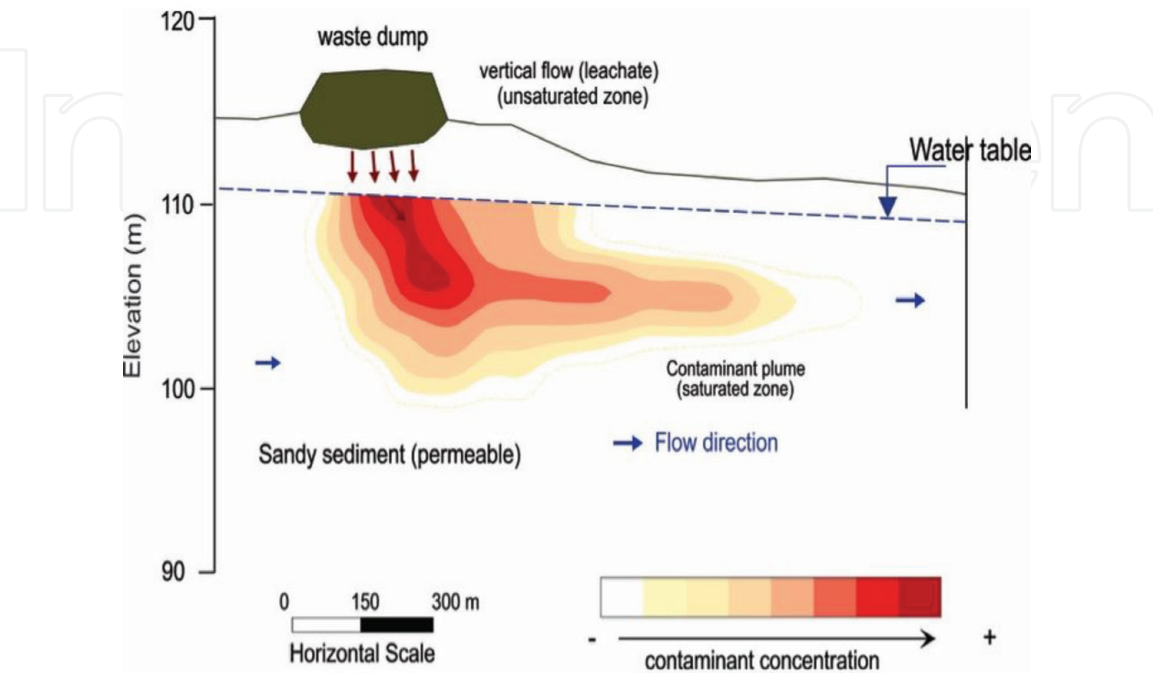 120
waste dump
vertical flow (leachate)
(unsaturated zone)
Water table
110
Elevation (m)
Contaminant plume
(saturated zone)
100
Flow direction
Sandy sediment (permeable)
90
0 150 300 m
Horizontal Scale
- +
contaminant concentration